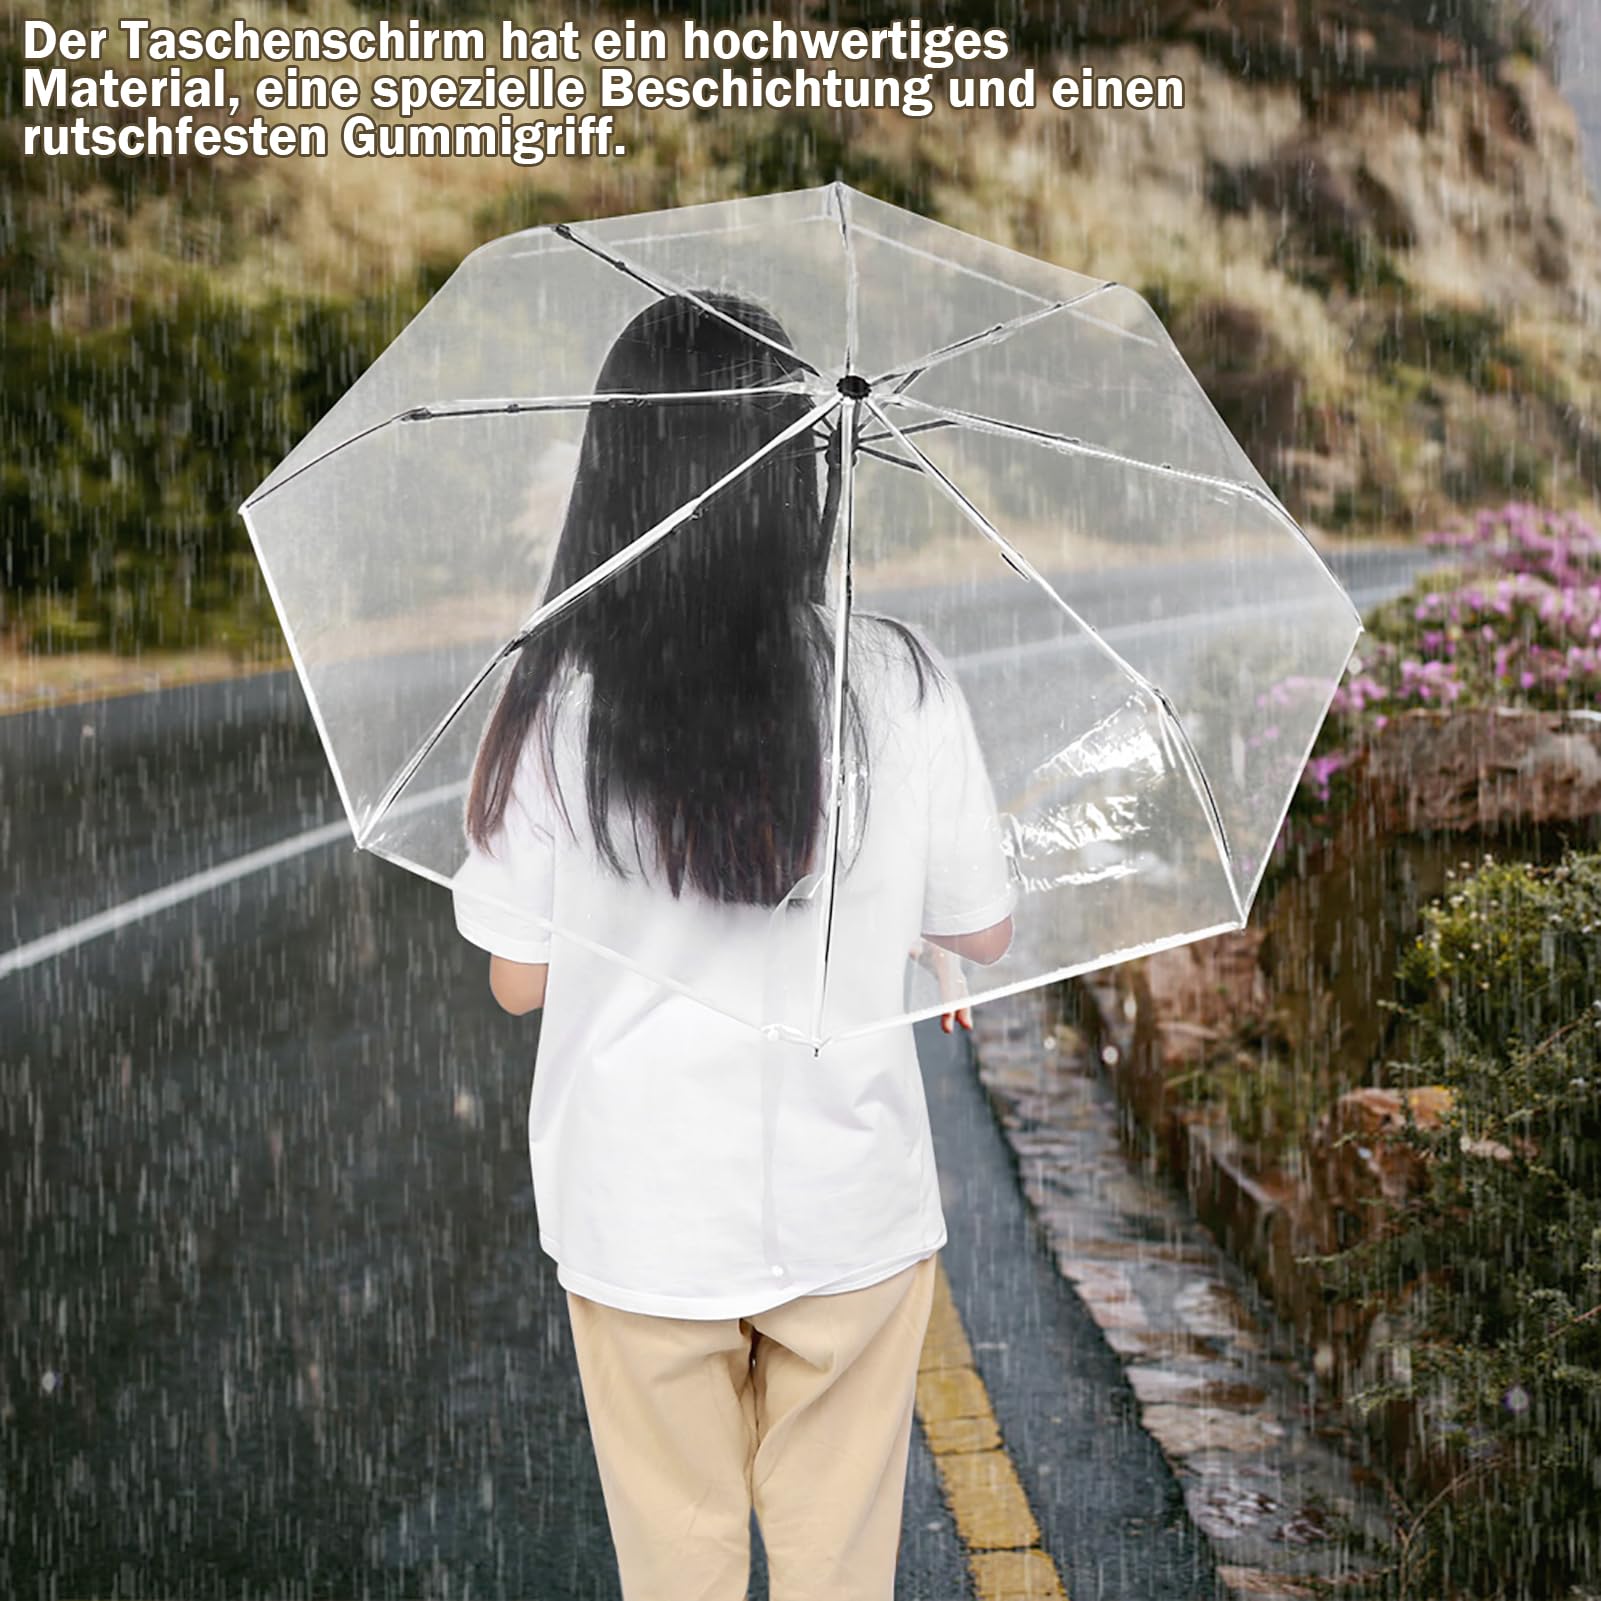 Der Taschenschirm hat ein hochwertiges
Material, eine spezielle Beschichtung und einen
rutschfesten Gummigriff.